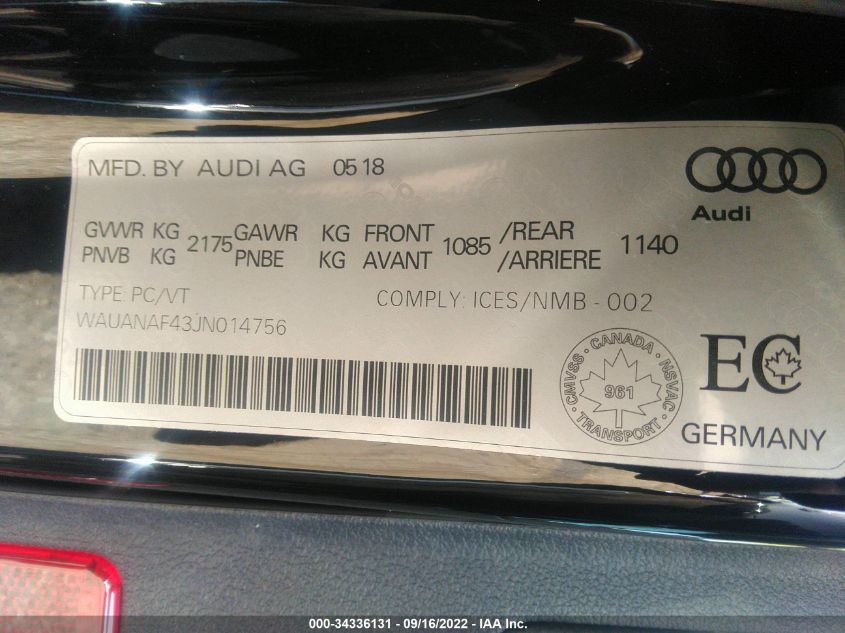 MFD. BY AUDI AG 05 18
Audi
GVWR KG 2175 GAWR KG FRONT 1085 /REAR 1140
PNVB KG PNBE KG AVANT /ARRIERE
TYPE: PC/VT COMPLY: ICES/NMB - 002
WAUANAF43JN014756
CANADA · NSVAC · TRANSPORT · CMVSS ·
961
EC
GERMANY
000-34336131 - 09/16/2022 - IAA Inc.